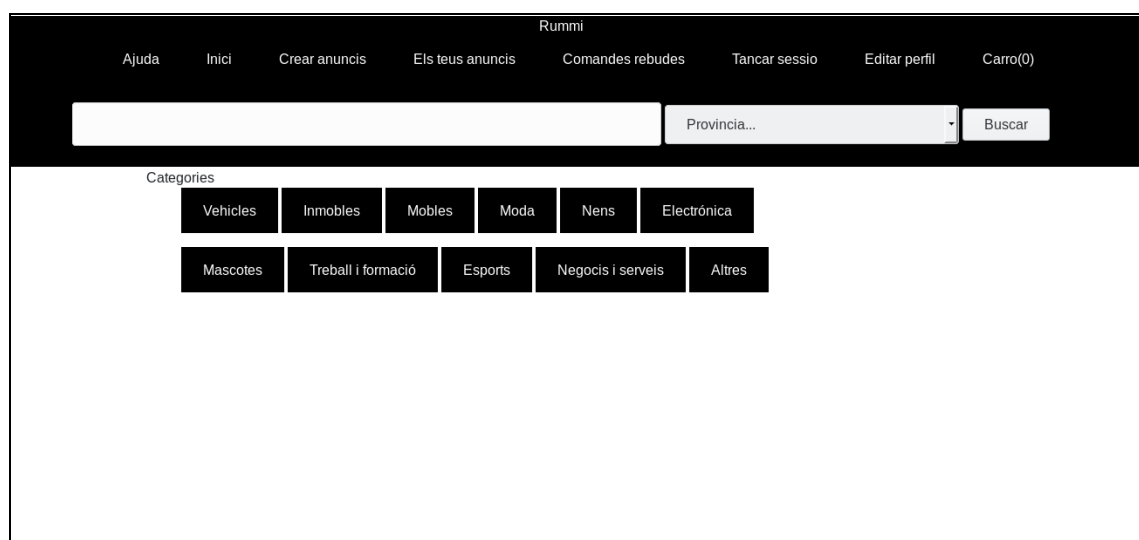 Rummi
Ajuda Inici Crear anuncis Els teus anuncis Comandes rebudes Tancar sessio Editar perfil Carro(0)
Provincia... Buscar
Categories
Vehicles Inmobles Mobles Moda Nens Electrónica
Mascotes Treball i formació Esports Negocis i serveis Altres